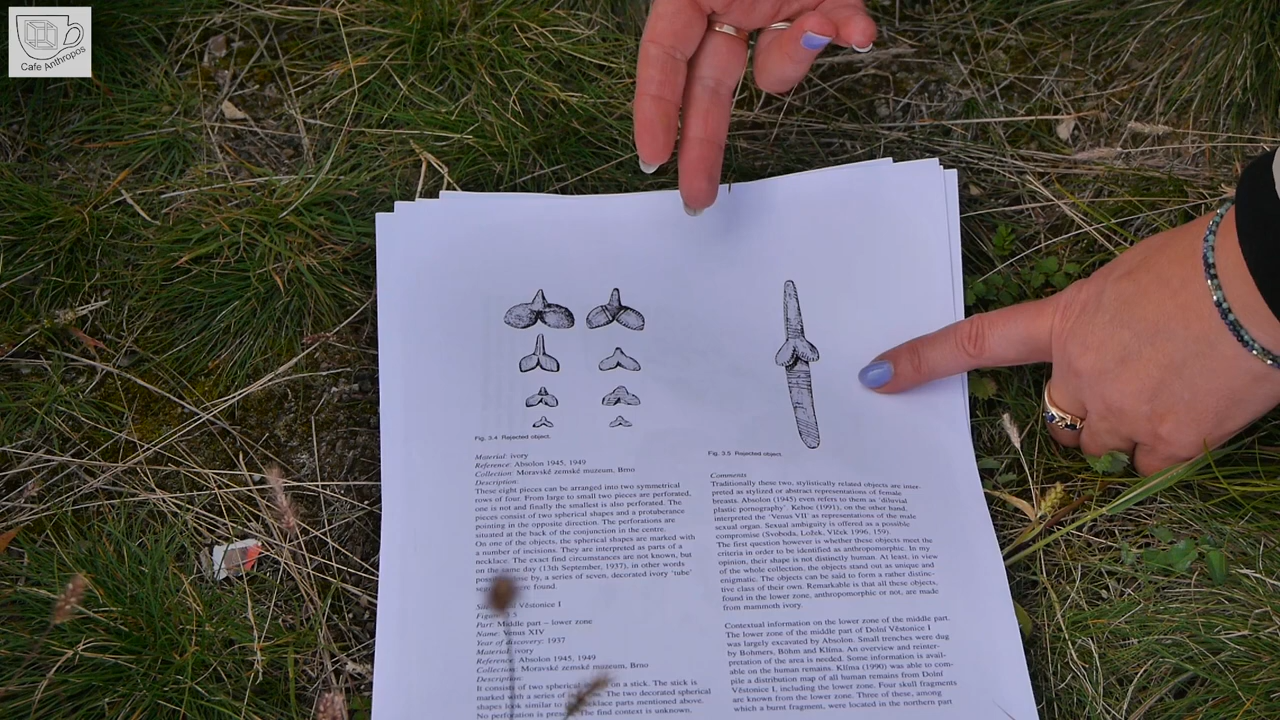 Cafe Anthropos
Fig. 3.4 Rejected object.
Material: ivory
Reference: Absolon 1945, 1949
Collection: Moravské zemské muzeum, Brno
Description:
These eight pieces can be arranged into two symmetrical
rows of four. From large to small two pieces are perforated,
one is not and finally the smallest is also perforated. The
pieces consist of two spherical shapes and a protuberance
pointing in the opposite direction. The perforations are
situated at the back of the conjunction in the centre.
On one of the objects, the spherical shapes are marked with
a number of incisions. They are interpreted as parts of a
necklace. The exact find circumstances are not known, but
on the same day (13th September, 1937), in other words
by, a series of seven, decorated ivory 'tube'
were found.
Věstonice I
3.5
Part: Middle part – lower zone
Name: Venus XIV
Year of discovery: 1937
Material: ivory
Reference: Absolon 1945, 1949
Collection: Moravské zemské muzeum, Brno
Description:
It consists of two spherical on a stick. The stick is
marked with a series of The two decorated spherical
shapes look similar to necklace parts mentioned above.
No perforation is The find context is unknown.
Fig. 3.5 Rejected object.
Comments
Traditionally these two, stylistically related objects are inter-
preted as stylized or abstract representations of female
breasts. Absolon (1945) even refers to them as 'diluvial
plastic pornography'. Kehoe (1991), on the other hand,
interpreted the 'Venus VII' as representations of the male
sexual organ. Sexual ambiguity is offered as a possible
compromise (Svoboda, Ložek, Vlček 1996, 159).
The first question however is whether these objects meet the
criteria in order to be identified as anthropomorphic. In my
opinion, their shape is not distinctly human. At least, in view
of the whole collection, the objects stand out as unique and
enigmatic. The objects can be said to form a rather distinc-
tive class of their own. Remarkable is that all these objects,
found in the lower zone, anthropomorphic or not, are made
from mammoth ivory.
Contextual information on the lower zone of the middle part.
The lower zone of the middle part of Dolní Věstonice I
was largely excavated by Absolon. Small trenches were dug
by Bohmers, Böhm and Klíma. An overview and reinter-
pretation of the area is needed. Some information is avail-
able on the human remains. Klíma (1990) was able to com-
pile a distribution map of all human remains from Dolní
Věstonice I, including the lower zone. Four skull fragments
are known from the lower zone. Three of these, among
which a burnt fragment, were located in the northern part